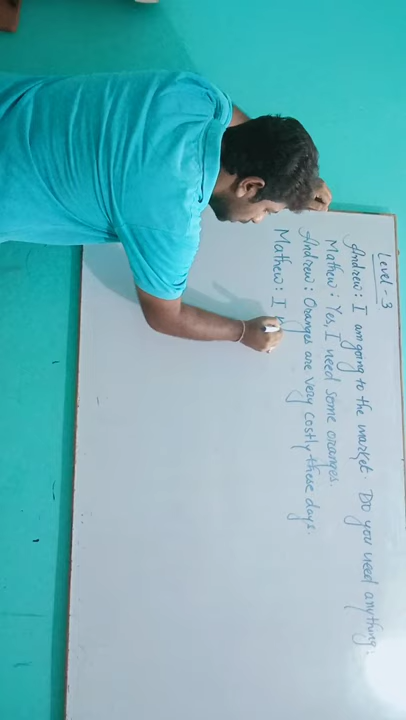 Level-3
Andrew: I am going to the market. Do you need anything.
Mathew: Yes, I need some oranges.
Andrew: Oranges are very costly these days.
Mathew: I